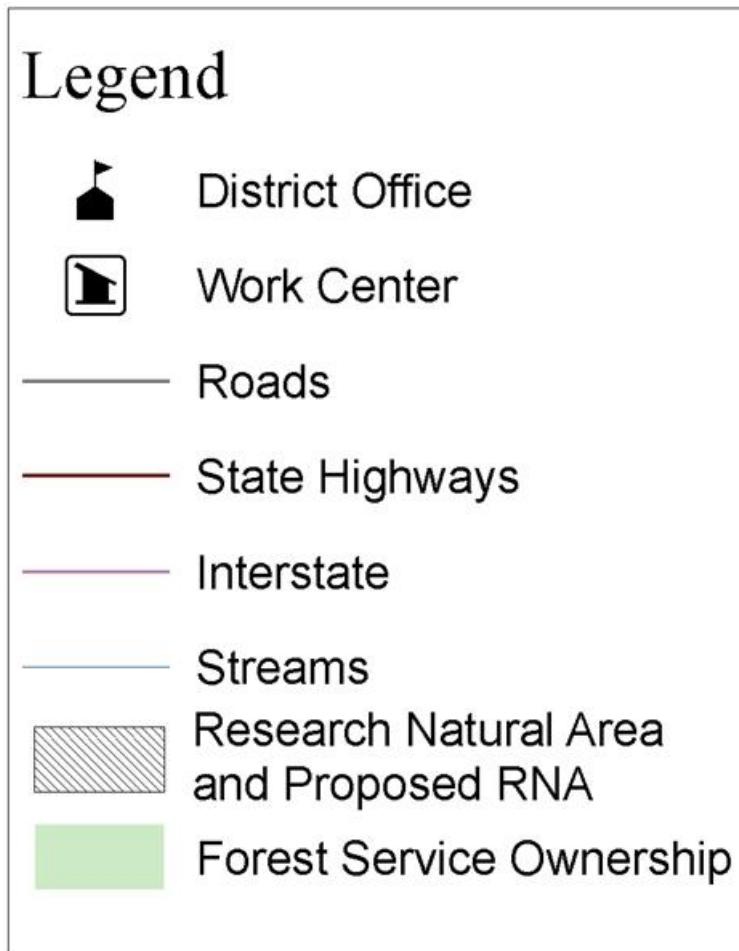 Legend
District Office
Work Center
Roads
State Highways
Interstate
Streams
Research Natural Area
and Proposed RNA
Forest Service Ownership